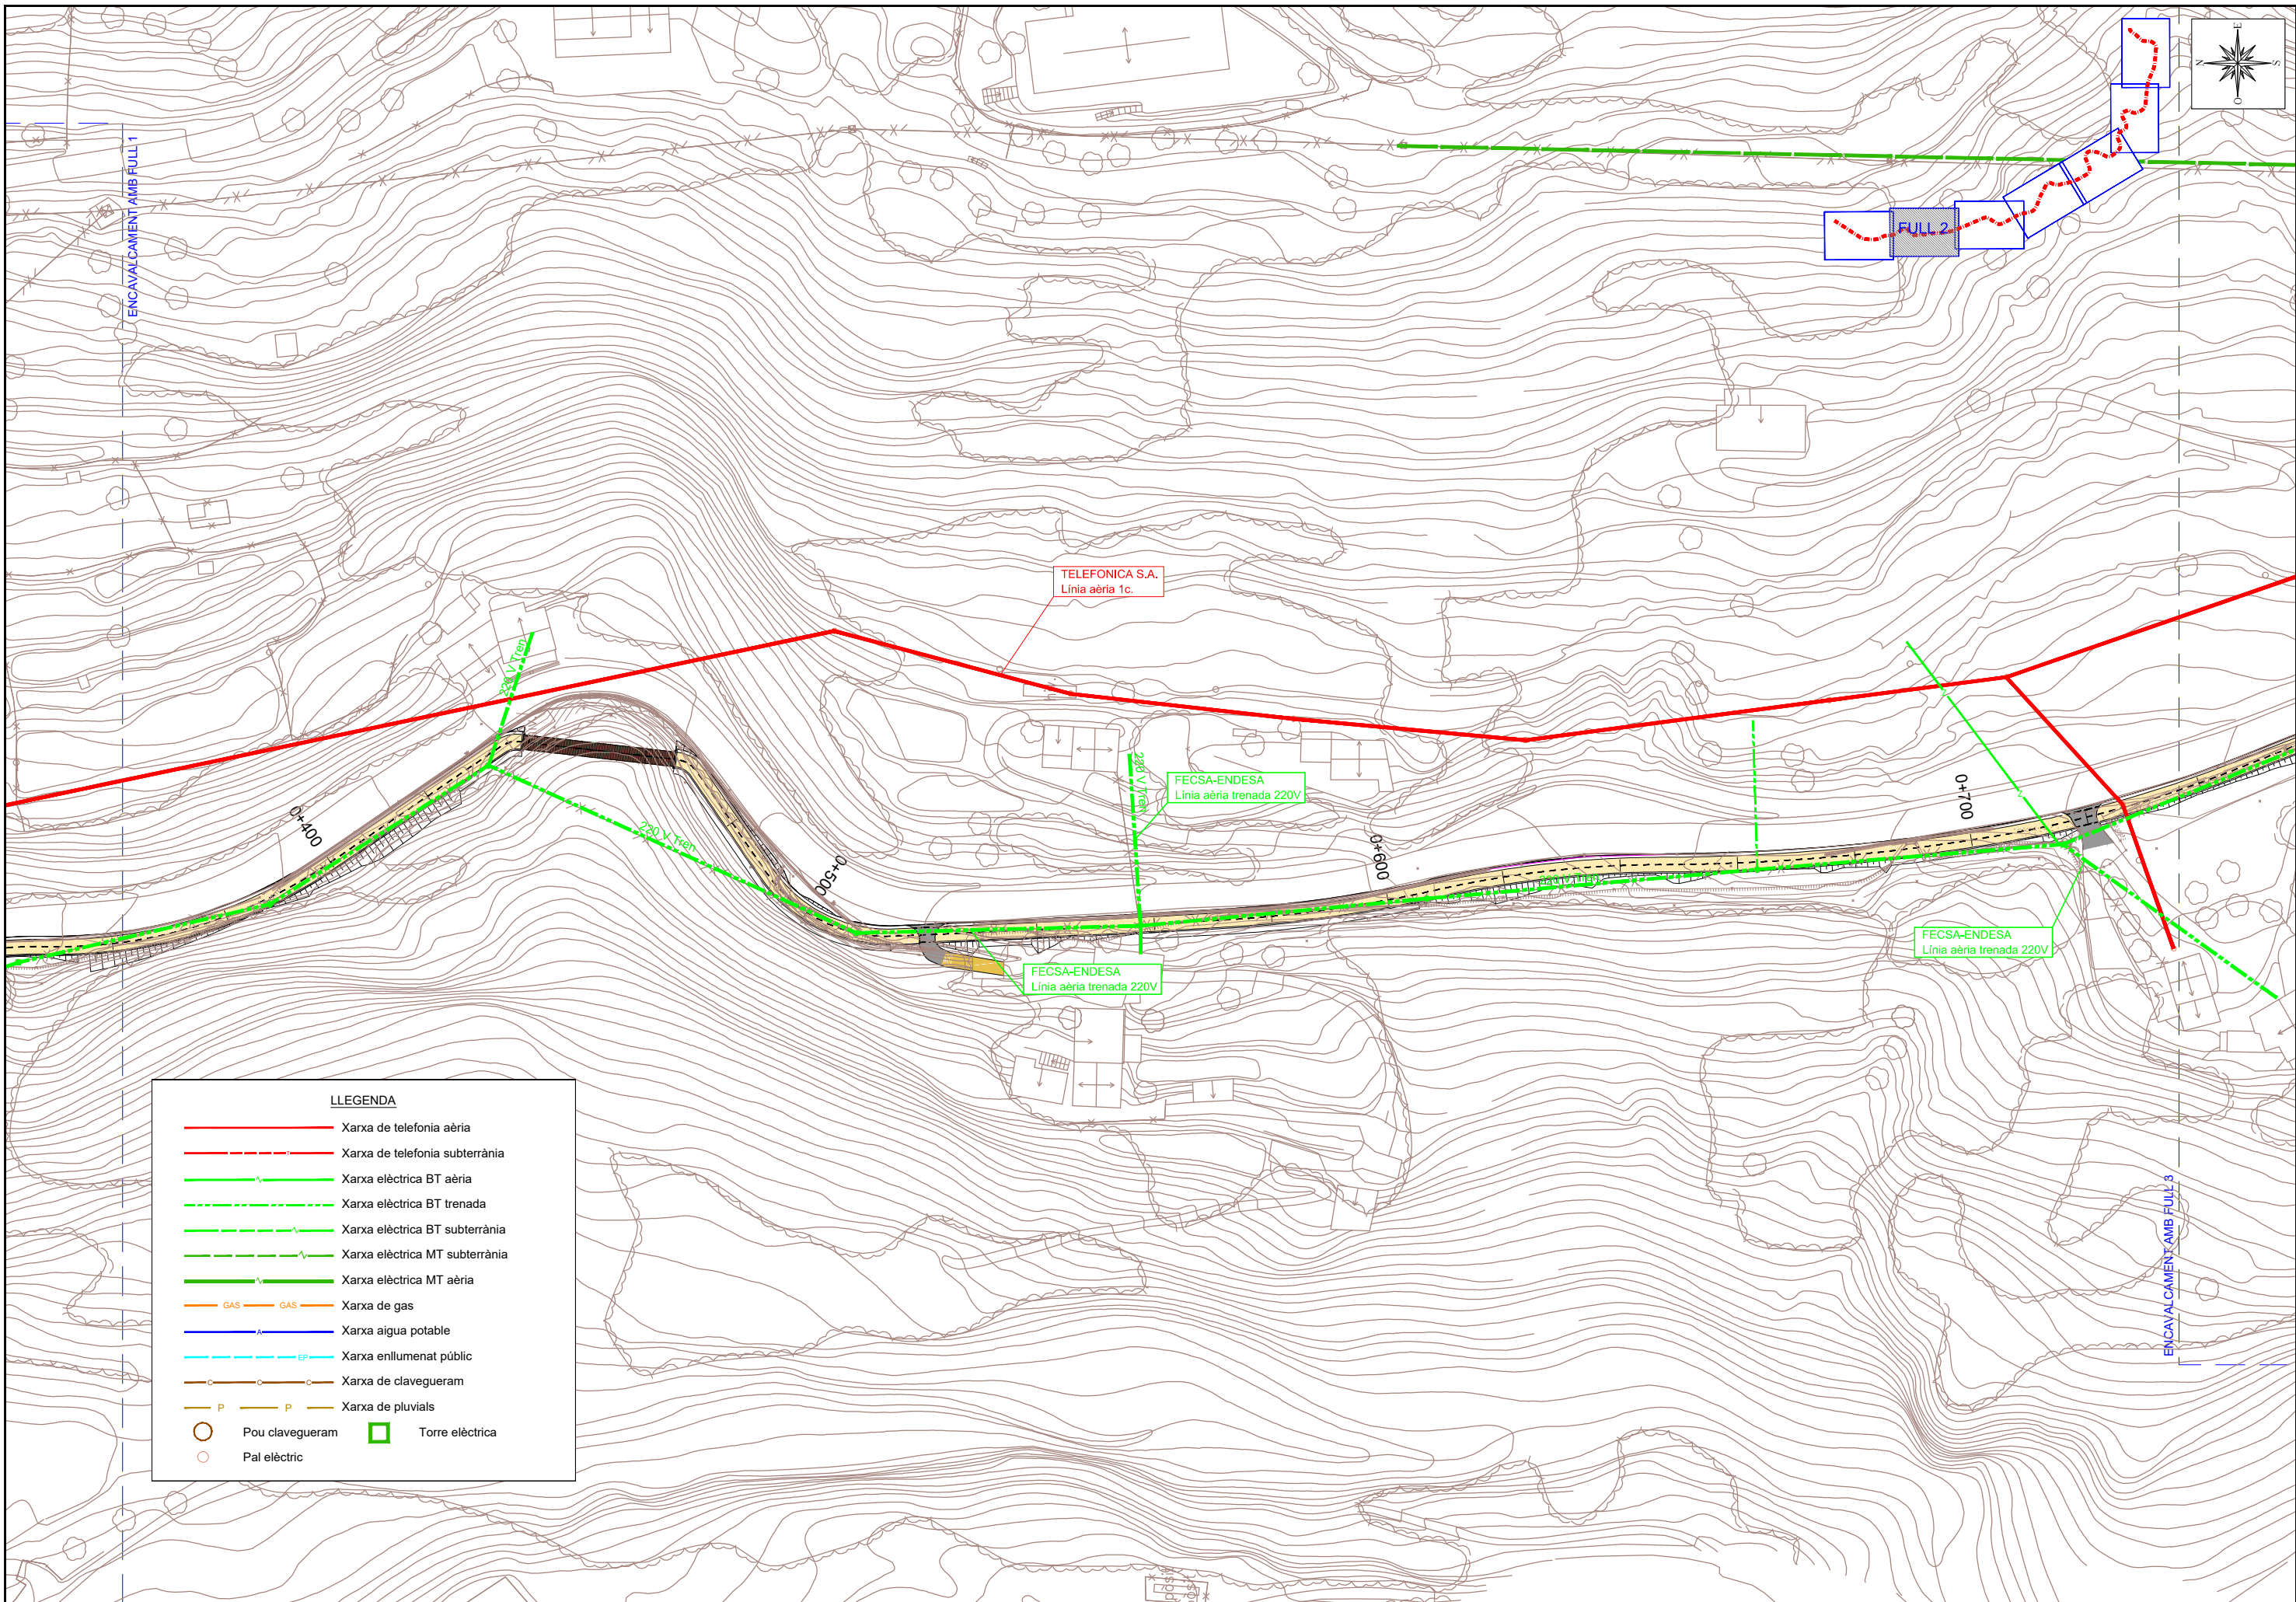 E
N
S
O
ENCAVALCAMENT AMB FULL 1
FULL 2
TELEFONICA S.A.
Línia aèria 1c.
220 V Tren
220 V Tren
220 V Tren
FECSA-ENDESA
Línia aèria trenada 220V
0+400
0+500
0+600
0+700
FECSA-ENDESA
Línia aèria trenada 220V
FECSA-ENDESA
Línia aèria trenada 220V
ENCAVALCAMENT AMB FULL 3
LLEGENDA
Xarxa de telefonia aèria
T Xarxa de telefonia subterrània
Xarxa elèctrica BT aèria
Xarxa elèctrica BT trenada
Xarxa elèctrica BT subterrània
Xarxa elèctrica MT subterrània
Xarxa elèctrica MT aèria
GAS GAS Xarxa de gas
A Xarxa aigua potable
EP Xarxa enllumenat públic
C C C Xarxa de clavegueram
P P Xarxa de pluvials
Pou clavegueram Torre elèctrica
Pal elèctric